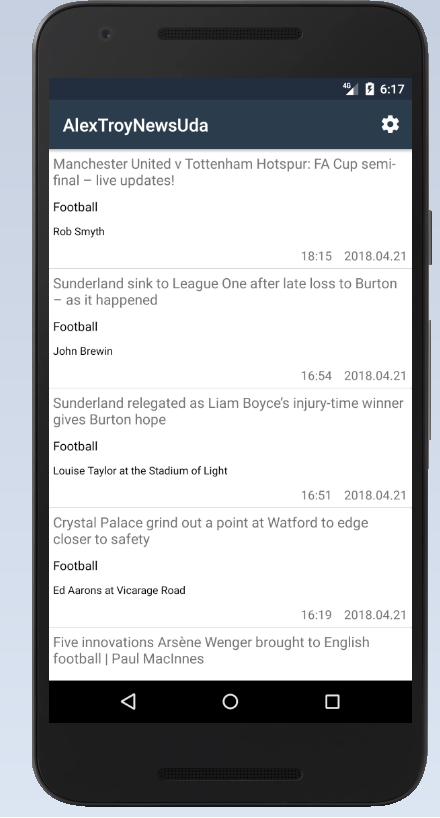 4G 6:17
AlexTroyNewsUda
Manchester United v Tottenham Hotspur: FA Cup semi-
final – live updates!
Football
Rob Smyth
18:15 2018.04.21
Sunderland sink to League One after late loss to Burton
– as it happened
Football
John Brewin
16:54 2018.04.21
Sunderland relegated as Liam Boyce's injury-time winner
gives Burton hope
Football
Louise Taylor at the Stadium of Light
16:51 2018.04.21
Crystal Palace grind out a point at Watford to edge
closer to safety
Football
Ed Aarons at Vicarage Road
16:19 2018.04.21
Five innovations Arsène Wenger brought to English
football | Paul MacInnes